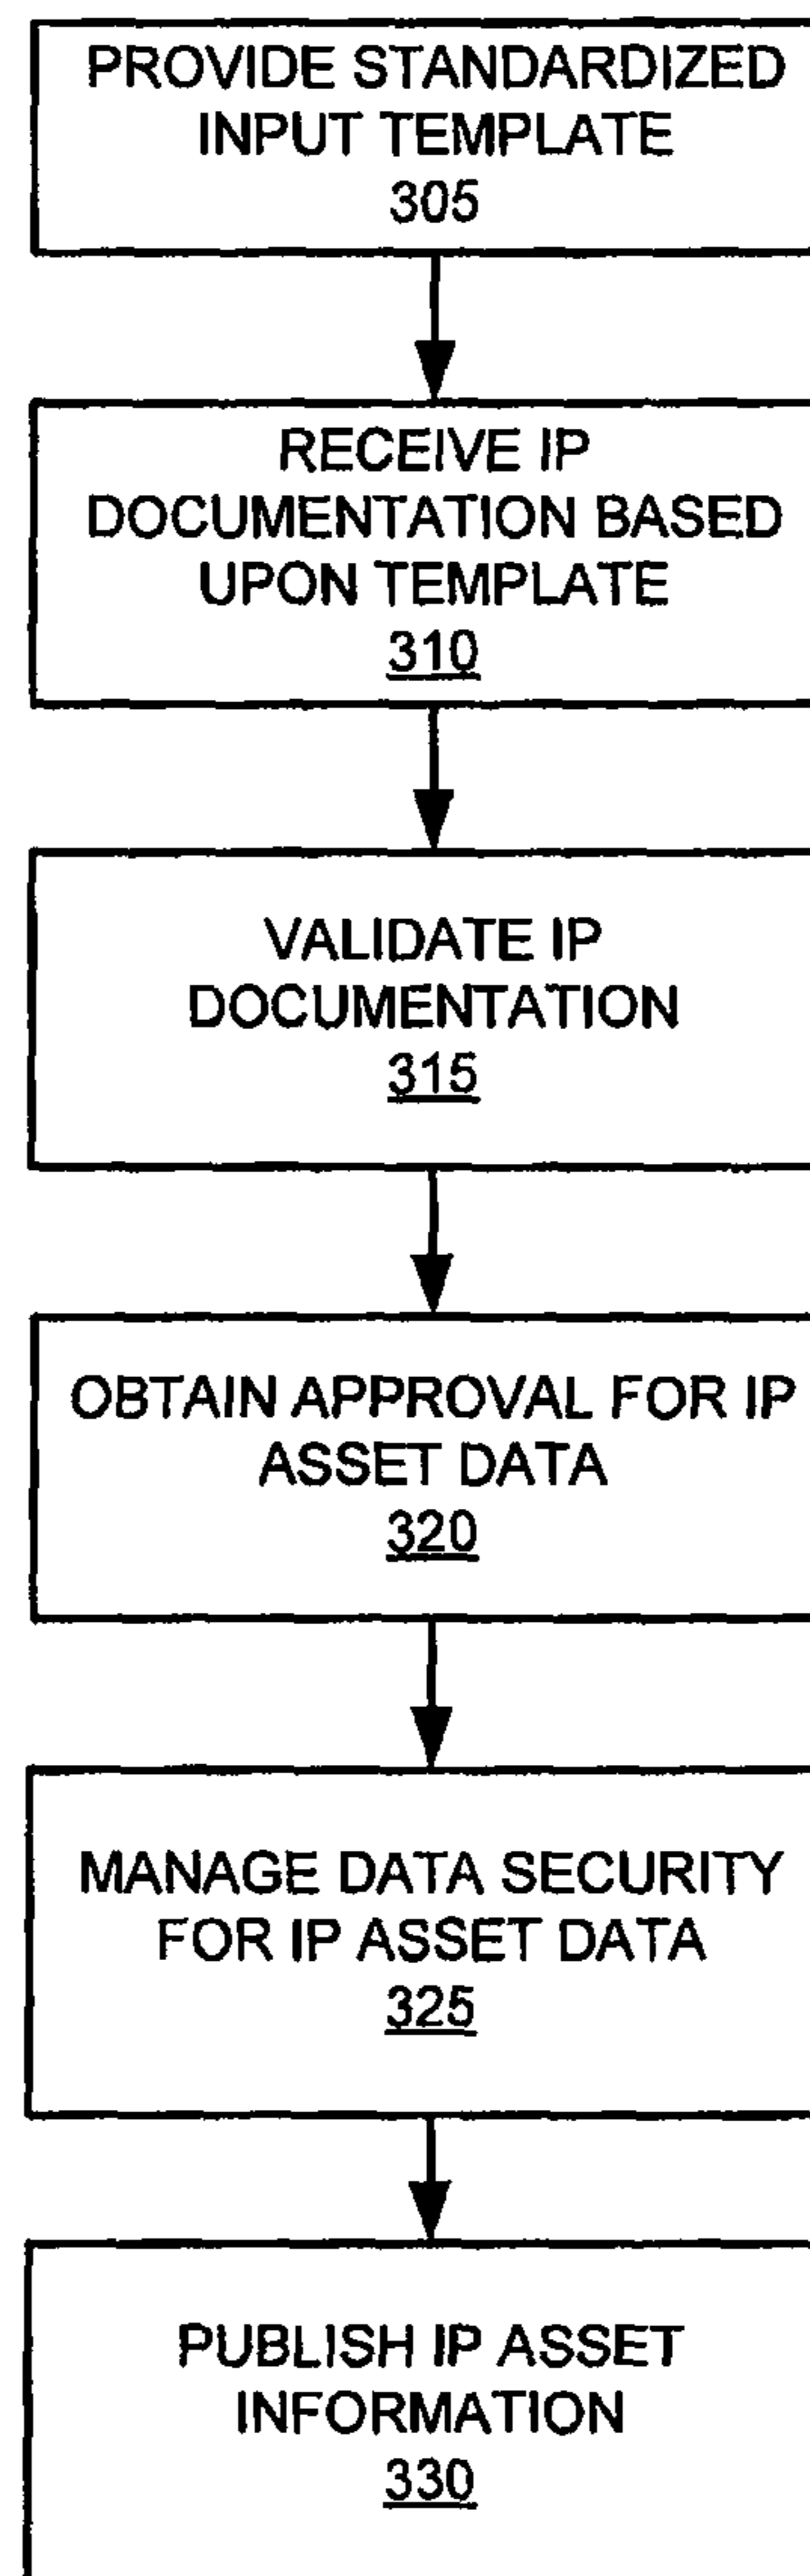 PROVIDE STANDARDIZED
INPUT TEMPLATE
305
RECEIVE IP
DOCUMENTATION BASED
UPON TEMPLATE
310
VALIDATE IP
DOCUMENTATION
315
OBTAIN APPROVAL FOR IP
ASSET DATA
320
MANAGE DATA SECURITY
FOR IP ASSET DATA
325
PUBLISH IP ASSET
INFORMATION
330